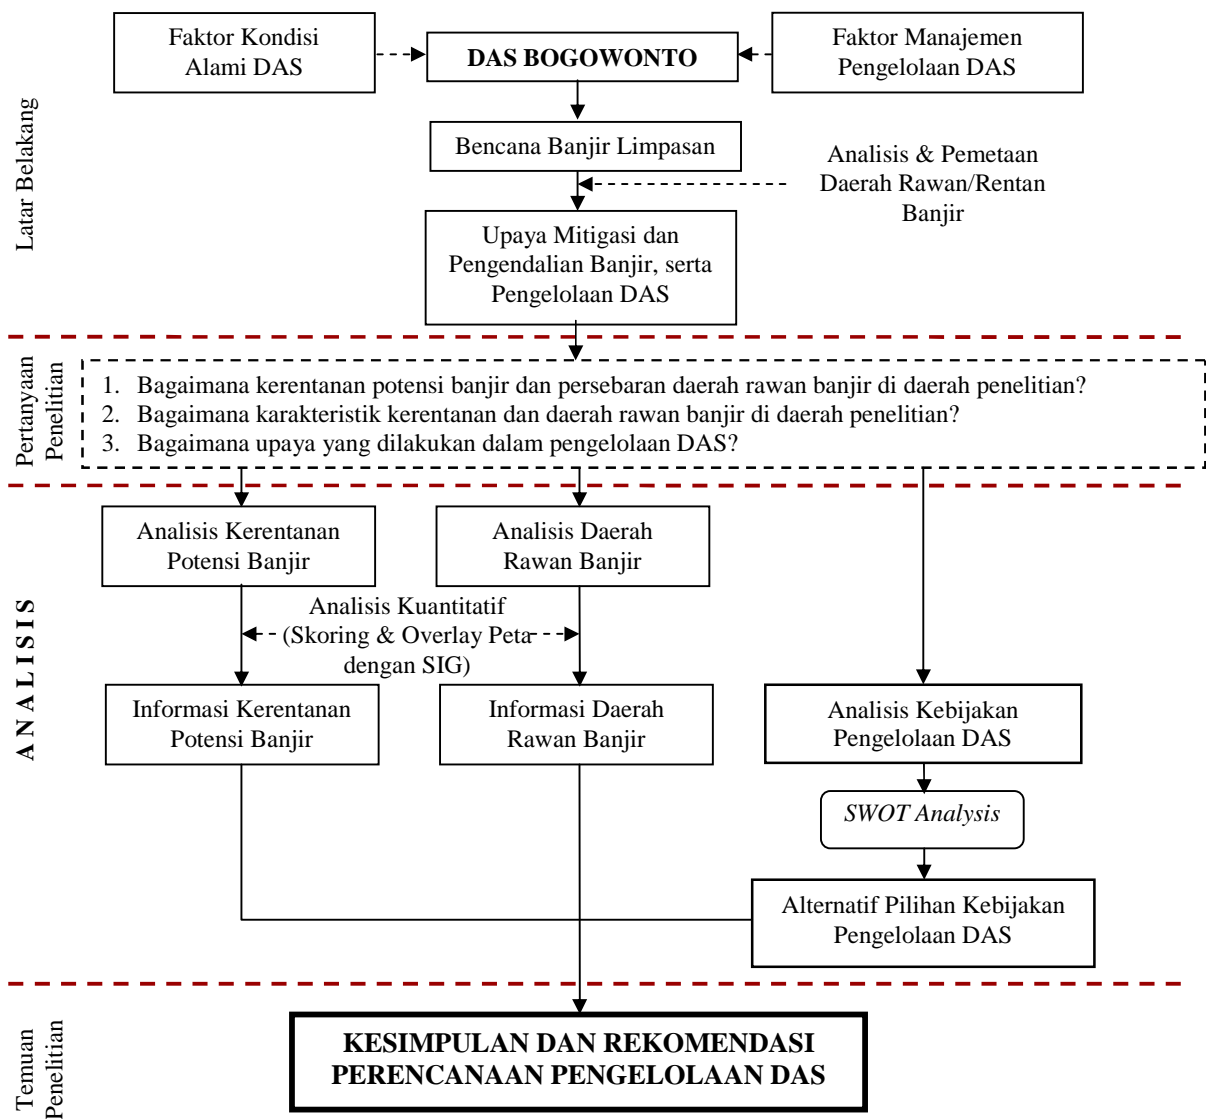 Faktor Kondisi
Alami DAS
DAS BOGOWONTO
Faktor Manajemen
Pengelolaan DAS
Latar Belakang
Bencana Banjir Limpasan
Analisis & Pemetaan
Daerah Rawan/Rentan
Banjir
Upaya Mitigasi dan
Pengendalian Banjir, serta
Pengelolaan DAS
Pertanyaan
Penelitian
1. Bagaimana kerentanan potensi banjir dan persebaran daerah rawan banjir di daerah penelitian?
2. Bagaimana karakteristik kerentanan dan daerah rawan banjir di daerah penelitian?
3. Bagaimana upaya yang dilakukan dalam pengelolaan DAS?
A N A L I S I S
Analisis Kerentanan
Potensi Banjir
Analisis Daerah
Rawan Banjir
Analisis Kuantitatif
(Skoring & Overlay Peta
dengan SIG)
Informasi Kerentanan
Potensi Banjir
Informasi Daerah
Rawan Banjir
Analisis Kebijakan
Pengelolaan DAS
SWOT Analysis
Alternatif Pilihan Kebijakan
Pengelolaan DAS
Temuan
Penelitian
KESIMPULAN DAN REKOMENDASI
PERENCANAAN PENGELOLAAN DAS